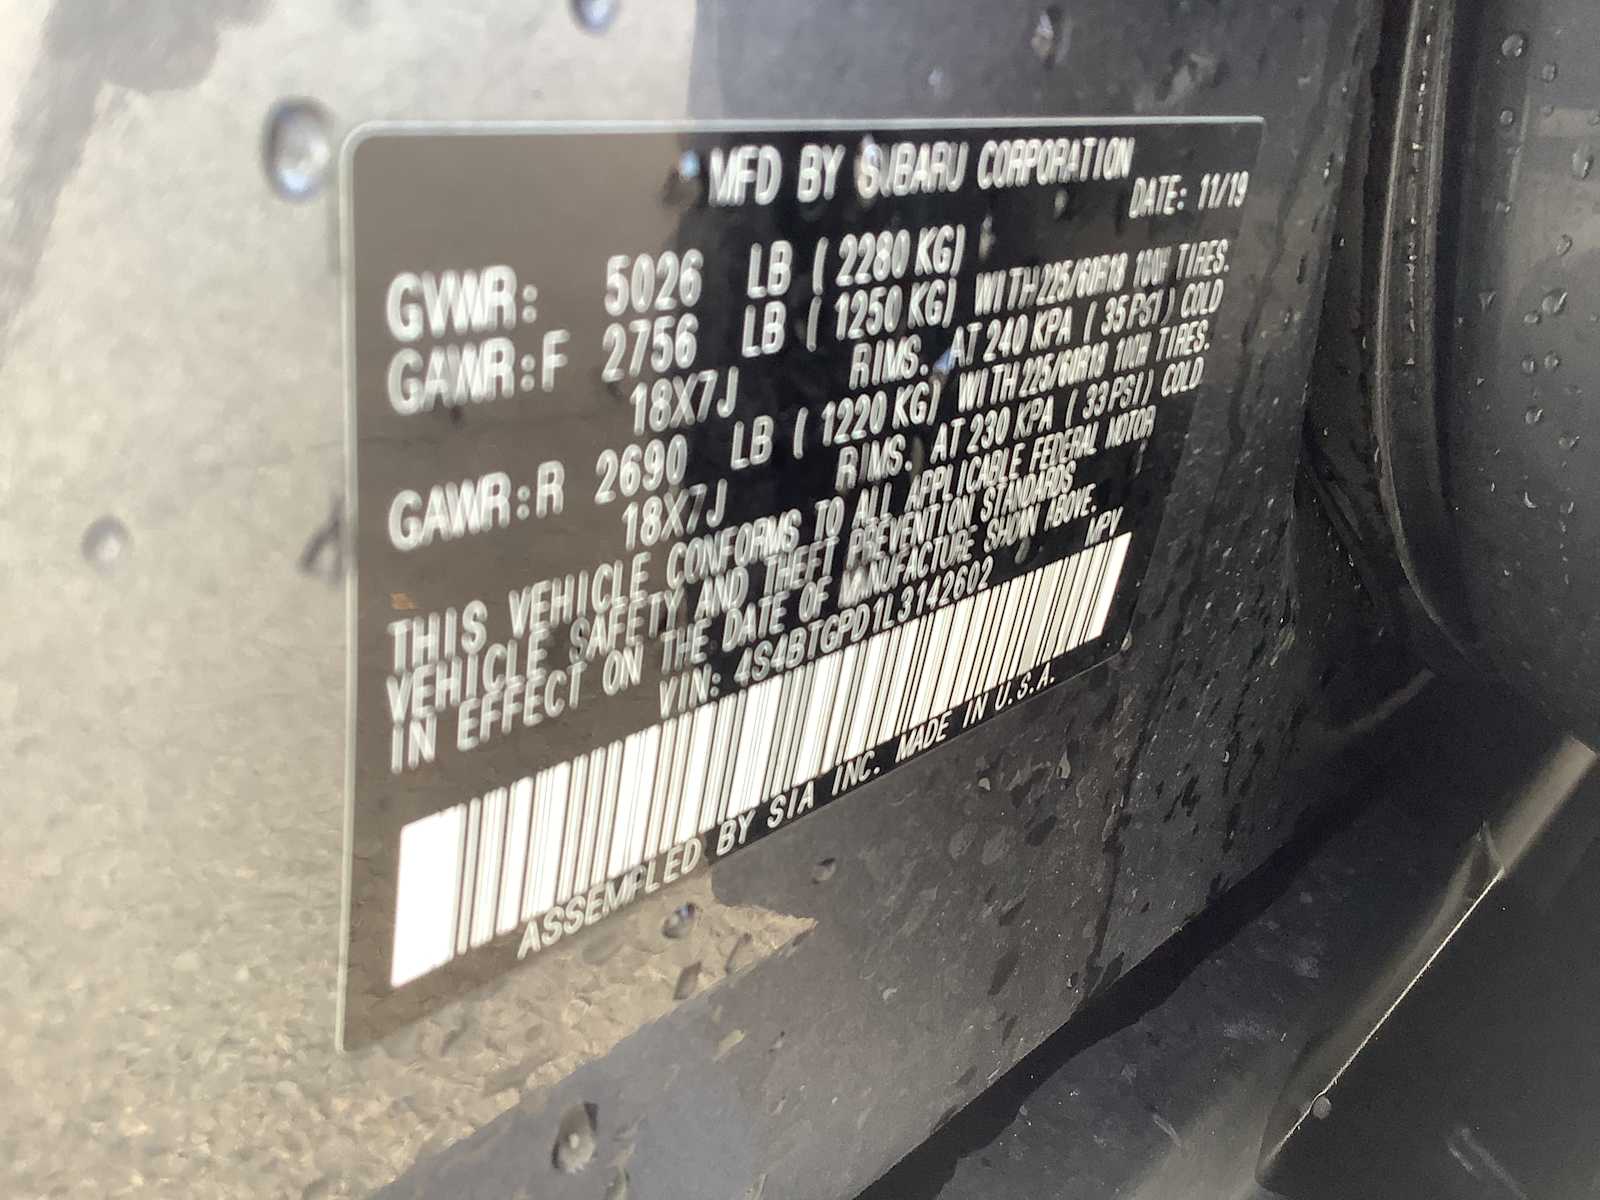 MFD BY SUBARU CORPORATION
DATE: 11/19
GVWR: 5026 LB ( 2280 KG)
GAWR:F 2756 LB ( 1250 KG) WITH 225/60R18 100H TIRES.
18X7J RIMS. AT 240 KPA ( 35 PSI) COLD
GAWR:R 2690 LB ( 1220 KG) WITH 225/60R18 100H TIRES.
18X7J RIMS. AT 230 KPA ( 33 PSI) COLD
THIS VEHICLE CONFORMS TO ALL APPLICABLE FEDERAL MOTOR
VEHICLE SAFETY AND THEFT PREVENTION STANDARDS
IN EFFECT ON THE DATE OF MANUFACTURE SHOWN ABOVE.
VIN: 4S4BTGPD1L3142602 MPV
ASSEMBLED BY SIA INC. MADE IN U.S.A.